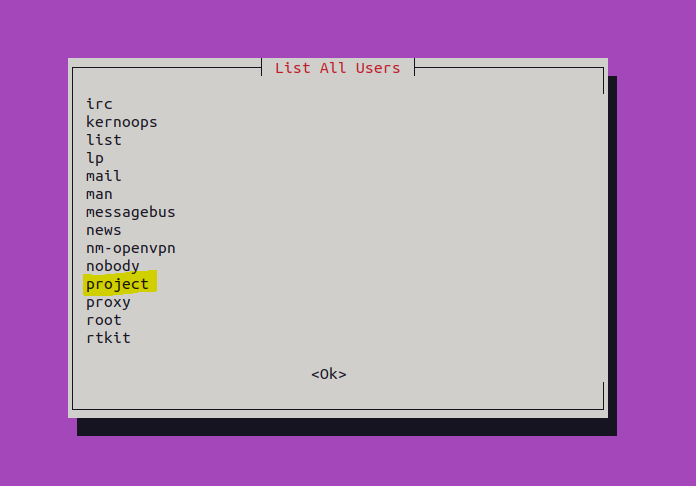 List All Users
irc
kernoops
list
lp
mail
man
messagebus
news
nm-openvpn
nobody
project
proxy
root
rtkit
<Ok>